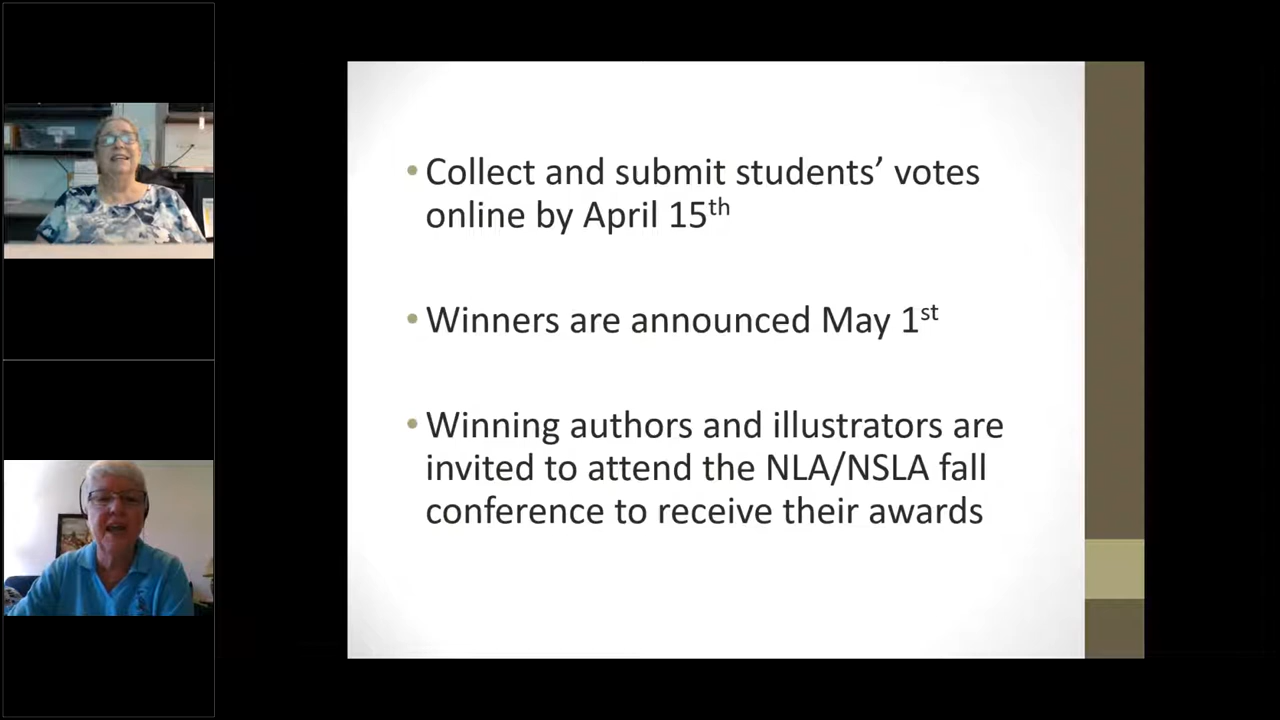 • Collect and submit students’ votes
online by April 15th
• Winners are announced May 1st
• Winning authors and illustrators are
invited to attend the NLA/NSLA fall
conference to receive their awards